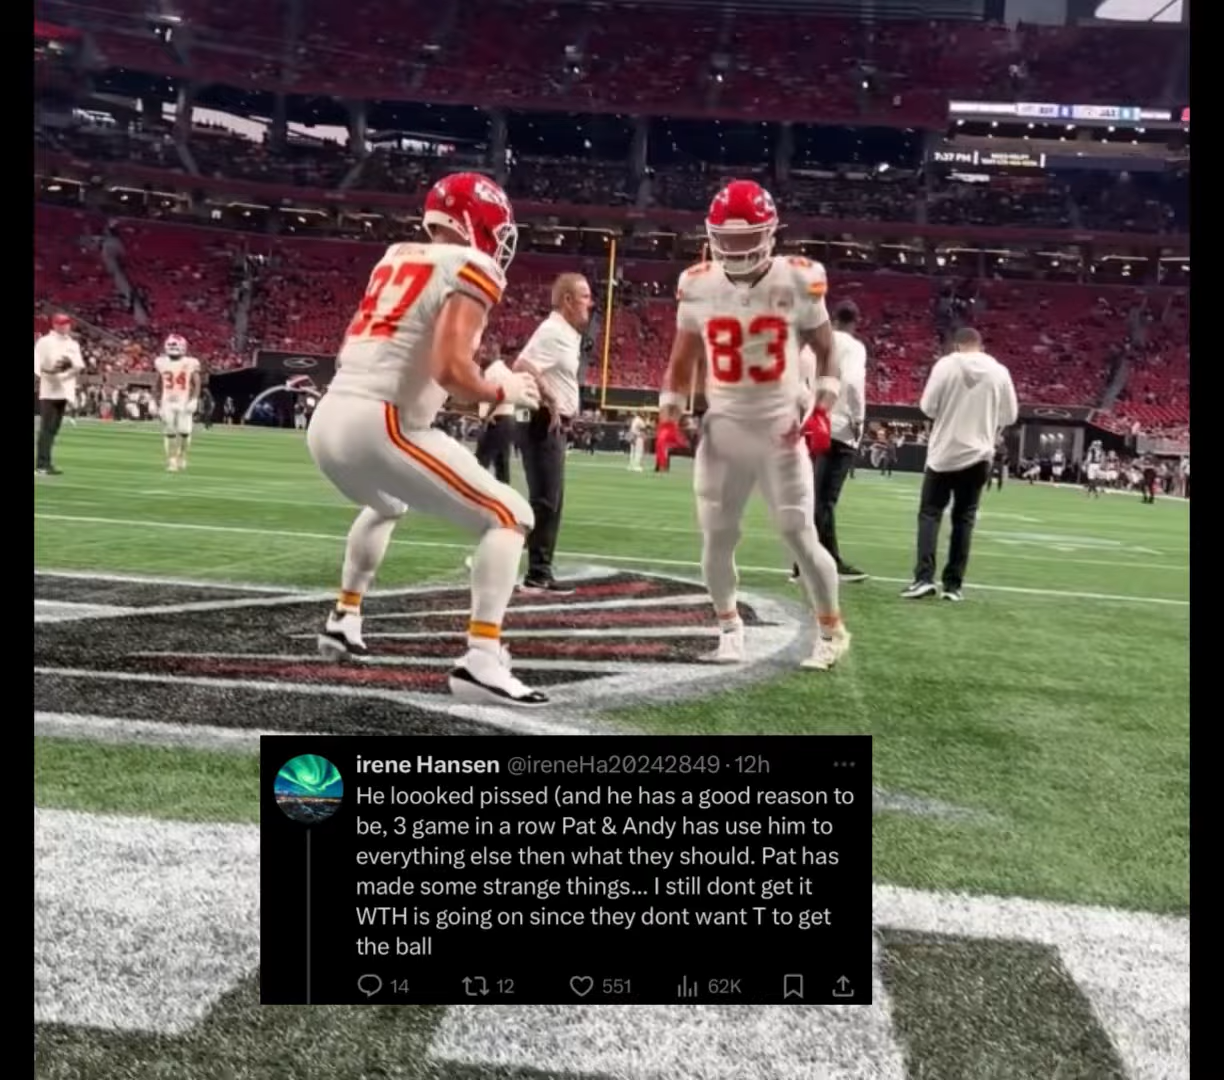 7:37 PM
87
83
34
irene Hansen @ireneHa20242849 · 12h
He loooked pissed (and he has a good reason to
be, 3 game in a row Pat & Andy has use him to
everything else then what they should. Pat has
made some strange things... I still dont get it
WTH is going on since they dont want T to get
the ball
14 12 551 62K